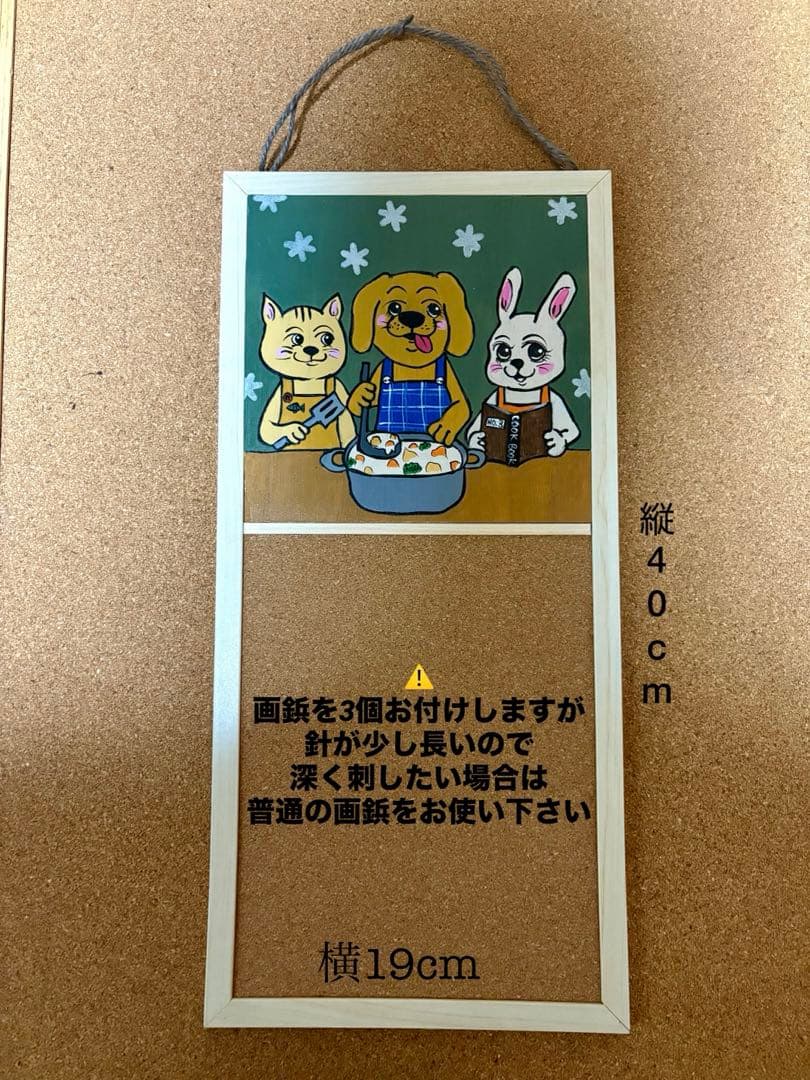 No.3
COOK BOOK
縦40cm
⚠️
画鋲を3個お付けしますが
針が少し長いので
深く刺したい場合は
普通の画鋲をお使い下さい
横19cm